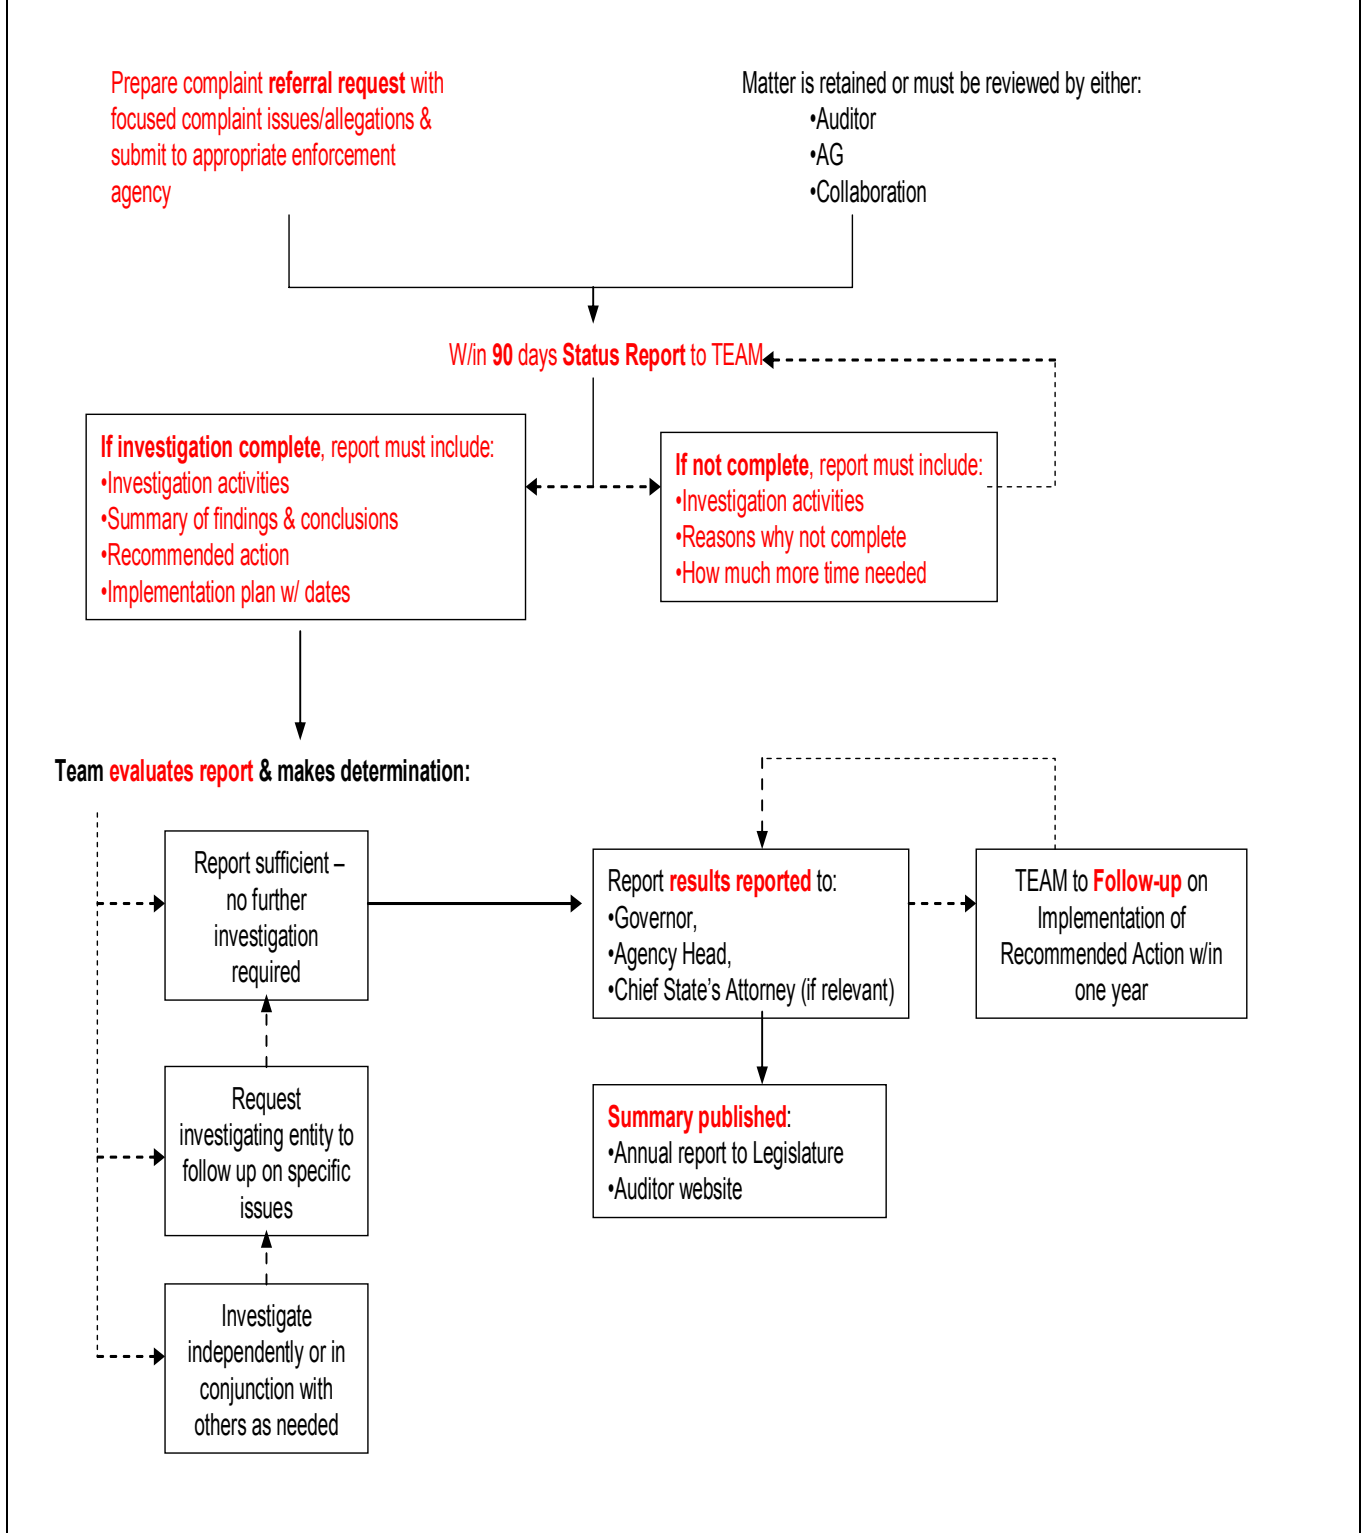 Prepare complaint referral request with
focused complaint issues/allegations &
submit to appropriate enforcement
agency
Matter is retained or must be reviewed by either:
•Auditor
•AG
•Collaboration
W/in 90 days Status Report to TEAM
If investigation complete, report must include:
•Investigation activities
•Summary of findings & conclusions
•Recommended action
•Implementation plan w/ dates
If not complete, report must include:
•Investigation activities
•Reasons why not complete
•How much more time needed
Team evaluates report & makes determination:
Report sufficient –
no further
investigation
required
Report results reported to:
•Governor,
•Agency Head,
•Chief State’s Attorney (if relevant)
TEAM to Follow-up on
Implementation of
Recommended Action w/in
one year
Request
investigating entity to
follow up on specific
issues
Summary published:
•Annual report to Legislature
•Auditor website
Investigate
independently or in
conjunction with
others as needed